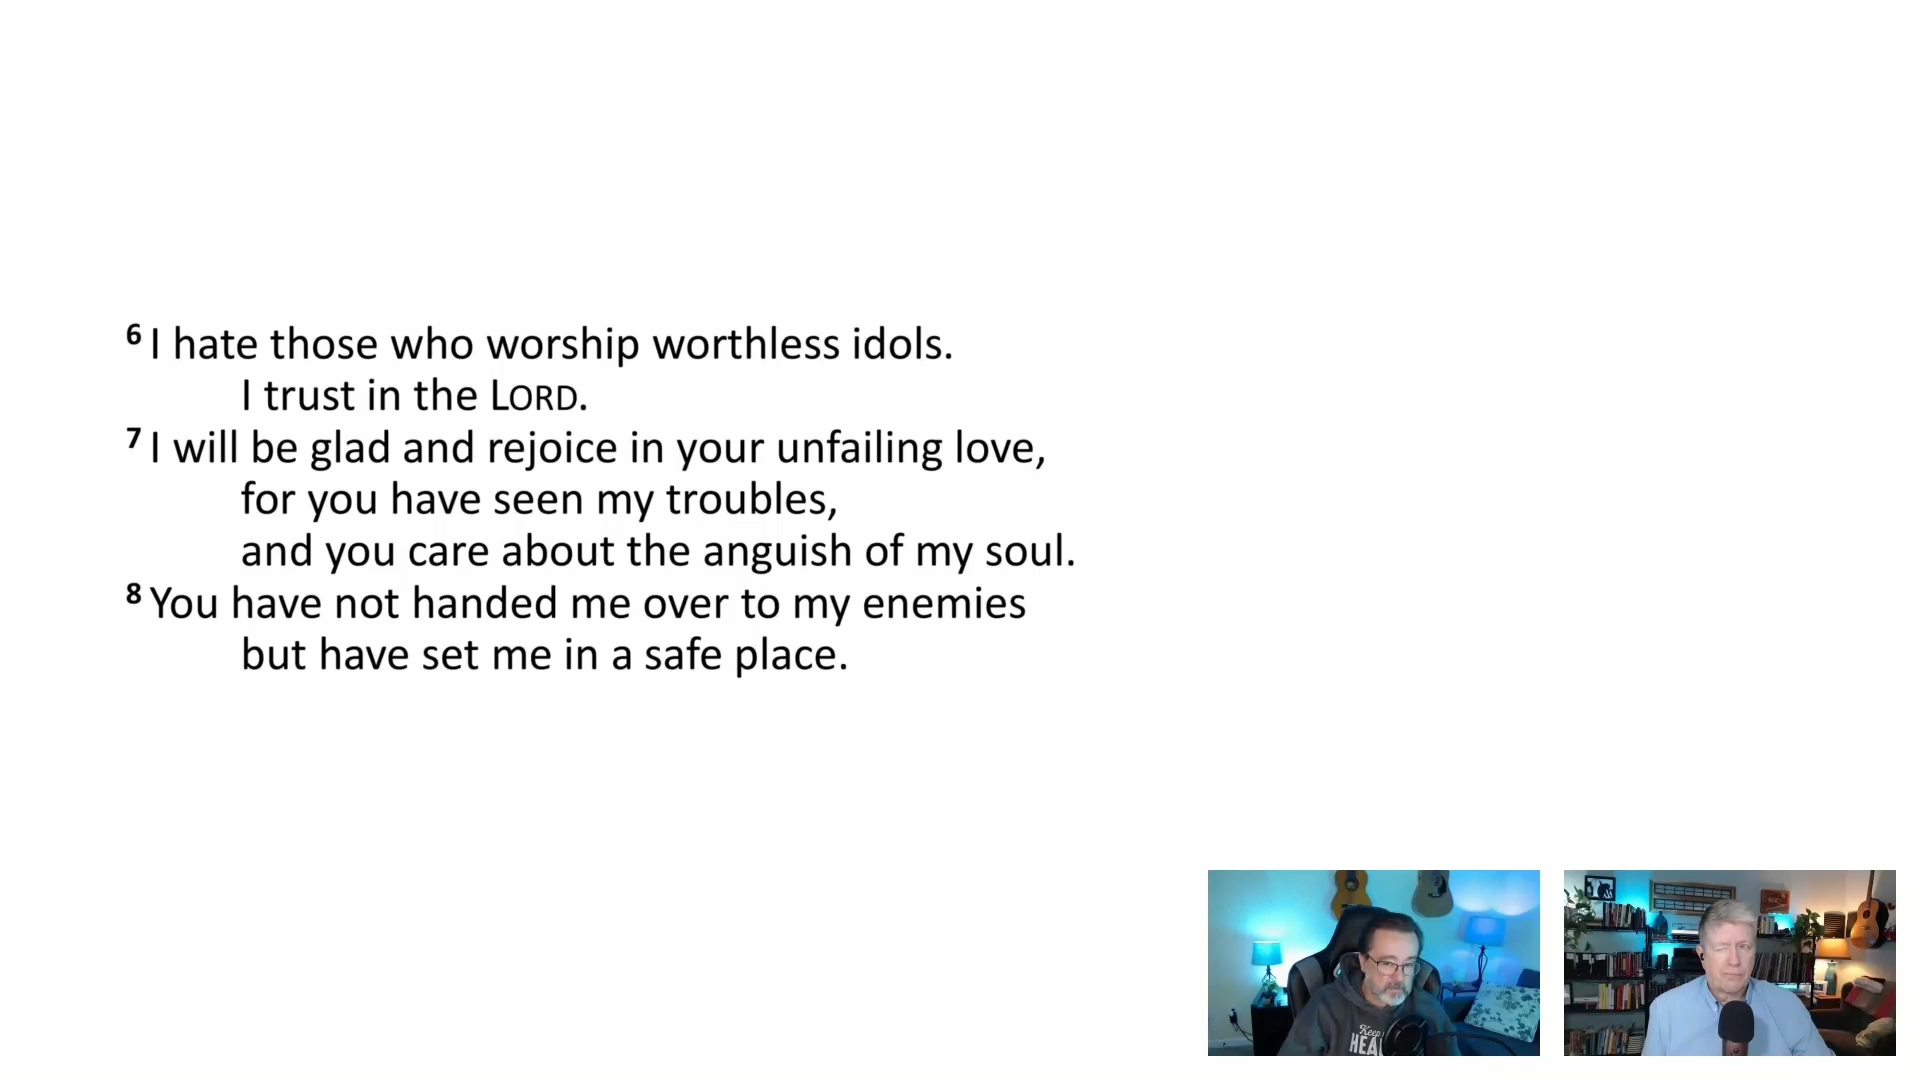 6 I hate those who worship worthless idols.
I trust in the LORD.
7 I will be glad and rejoice in your unfailing love,
for you have seen my troubles,
and you care about the anguish of my soul.
8 You have not handed me over to my enemies
but have set me in a safe place.
Keep